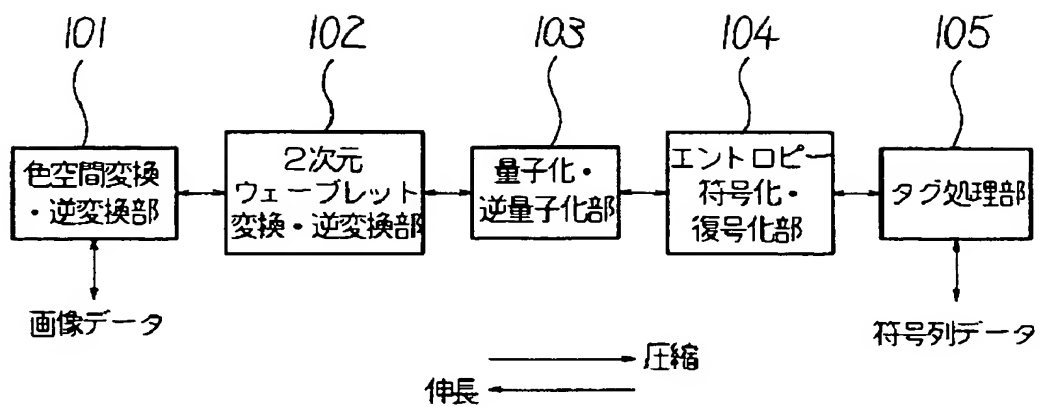 101
102
103
104
105
色空間変換
・逆変換部
2次元
ウェーブレット
変換・逆変換部
量子化・
逆量子化部
エントロピー
符号化・
復号化部
タグ処理部
画像データ
符号列データ
圧縮
伸長